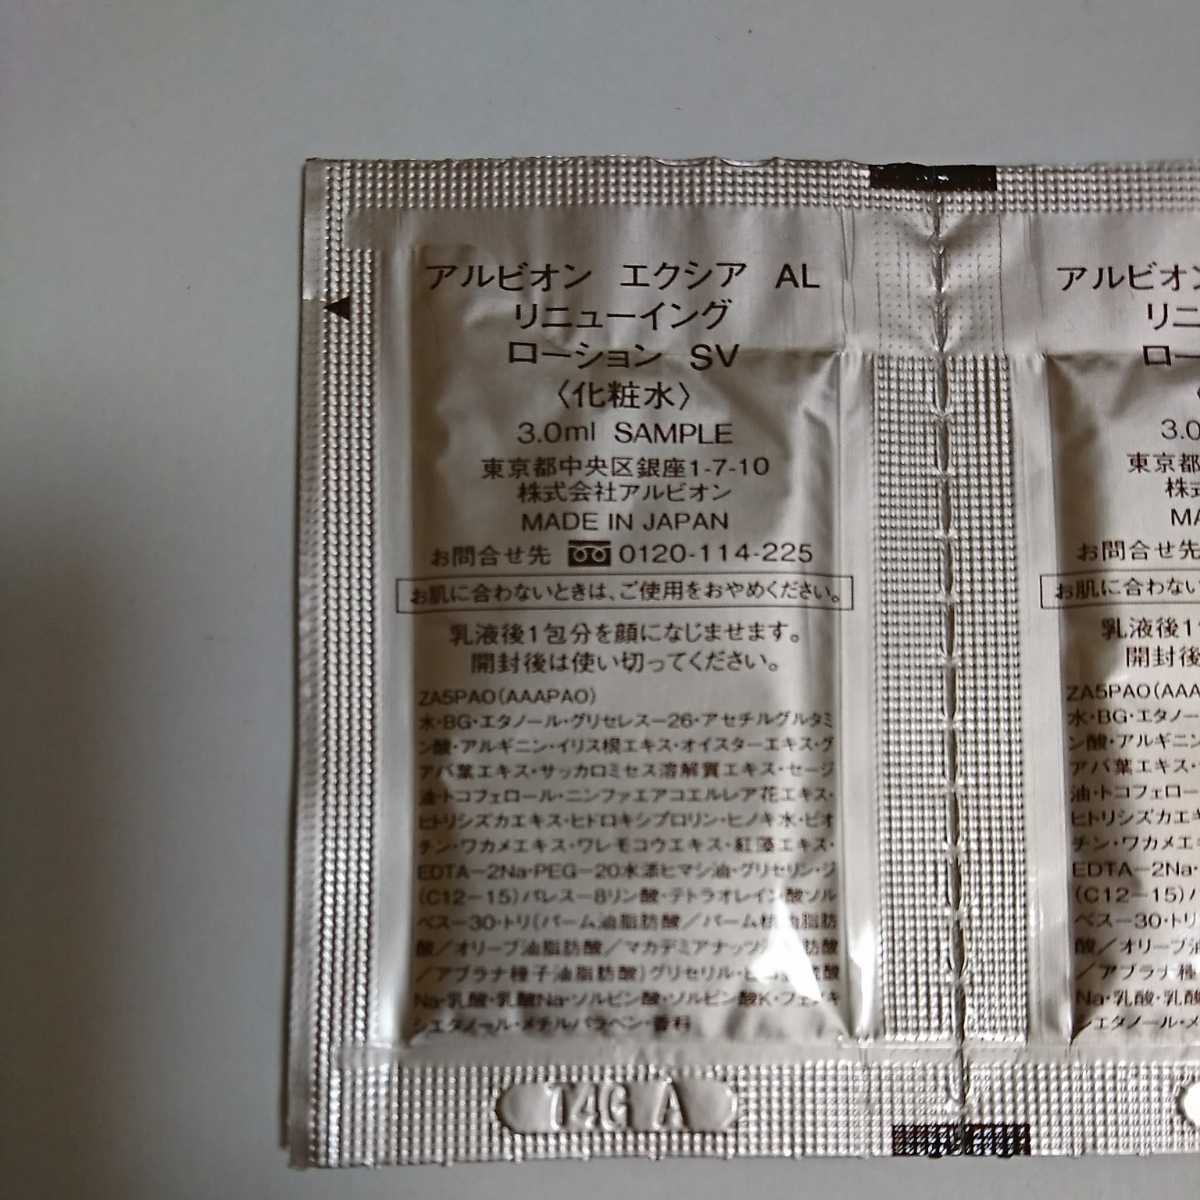 アルビオン エクシア AL
リニューイング
ローション SV
〈化粧水〉
3.0ml SAMPLE
東京都中央区銀座1-7-10
株式会社アルビオン
MADE IN JAPAN
お問合せ先 0120-114-225
お肌に合わないときは、ご使用をおやめください。
乳液後1包分を顔になじませます。
開封後は使い切ってください。
ZA5PAO(AAAPAO)
水・BG・エタノール・グリセレス-26・アセチルグルタミ
ン酸・アルギニン・イリス根エキス・オイスターエキス・グ
アバ葉エキス・サッカロミセス溶解質エキス・セージ
油・トコフェロール・ニンファエアコエルレア花エキス・
ヒトリシズカエキス・ヒドロキシプロリン・ヒノキ水・ビオ
チン・ワカメエキス・ワレモコウエキス・紅藻エキス・
EDTA-2Na・PEG-20水添ヒマシ油・グリセリン・ジ
(C12-15)パレス-8リン酸・テトラオレイン酸ソル
ベス-30・トリ(パーム油脂肪酸/パーム核油脂肪
酸/オリーブ油脂肪酸/マカデミアナッツ脂肪酸
/アブラナ種子油脂肪酸)グリセリル・硫酸
Na・乳酸・乳酸Na・ソルビン酸・ソルビン酸K・フェノキ
シエタノール・メチルパラベン・香料
T4G A
アルビオン
リニ
ロー
3.0
東京都
株式
MA
お問合せ先
お肌に合わない
乳液後1
開封後
ZA5PAO(AAA
水・BG・エタノー
ン酸・アルギニン
アバ葉エキス・
油・トコフェロール
ヒトリシズカエキ
チン・ワカメエキ
EDTA-2Na・
(C12-15)パ
ベス-30・トリ
酸/オリーブ油
/アブラナ種
Na・乳酸・乳酸
シエタノール・メ